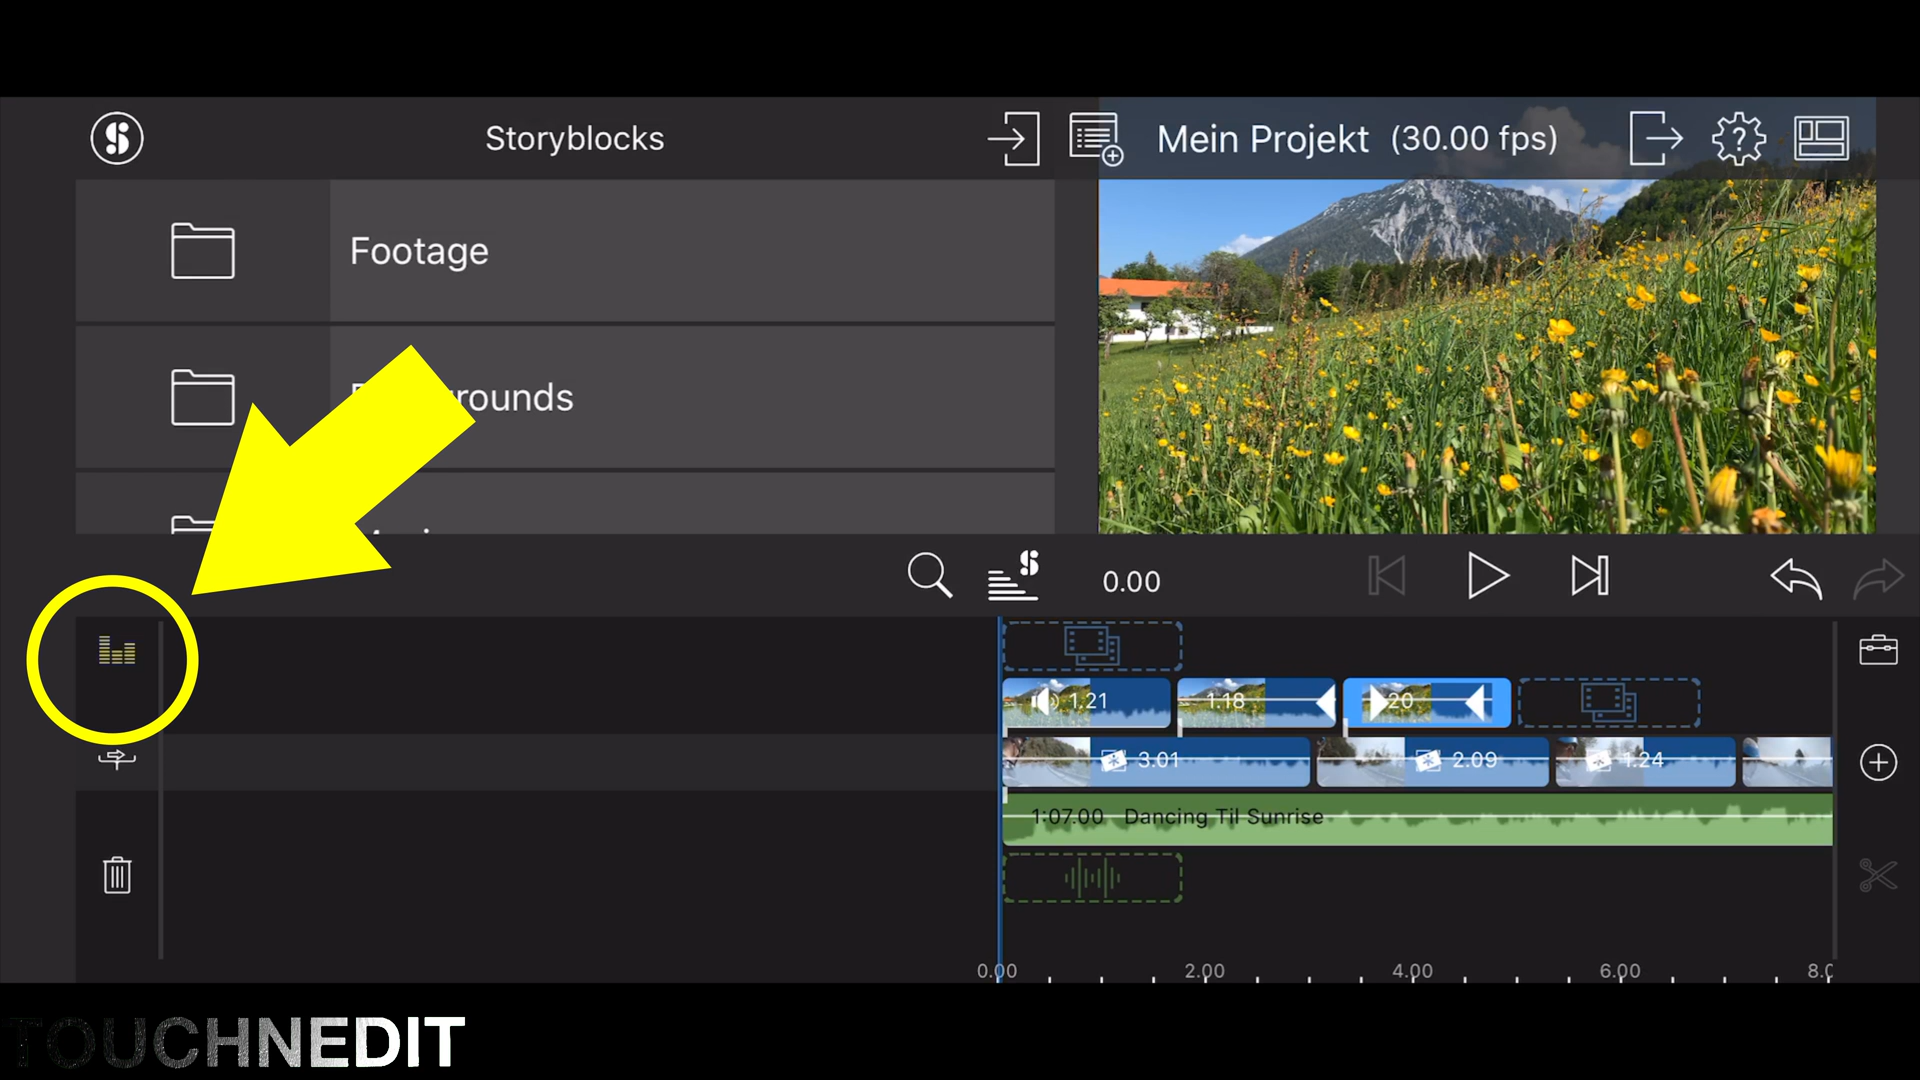 Storyblocks
Mein Projekt (30.00 fps)
Footage
rounds
0.00
1.21
1.18
20
3.01
2.09
1.24
1:07.00 Dancing Til Sunrise
0.00
2.00
4.00
6.00
TOUCHNEDIT